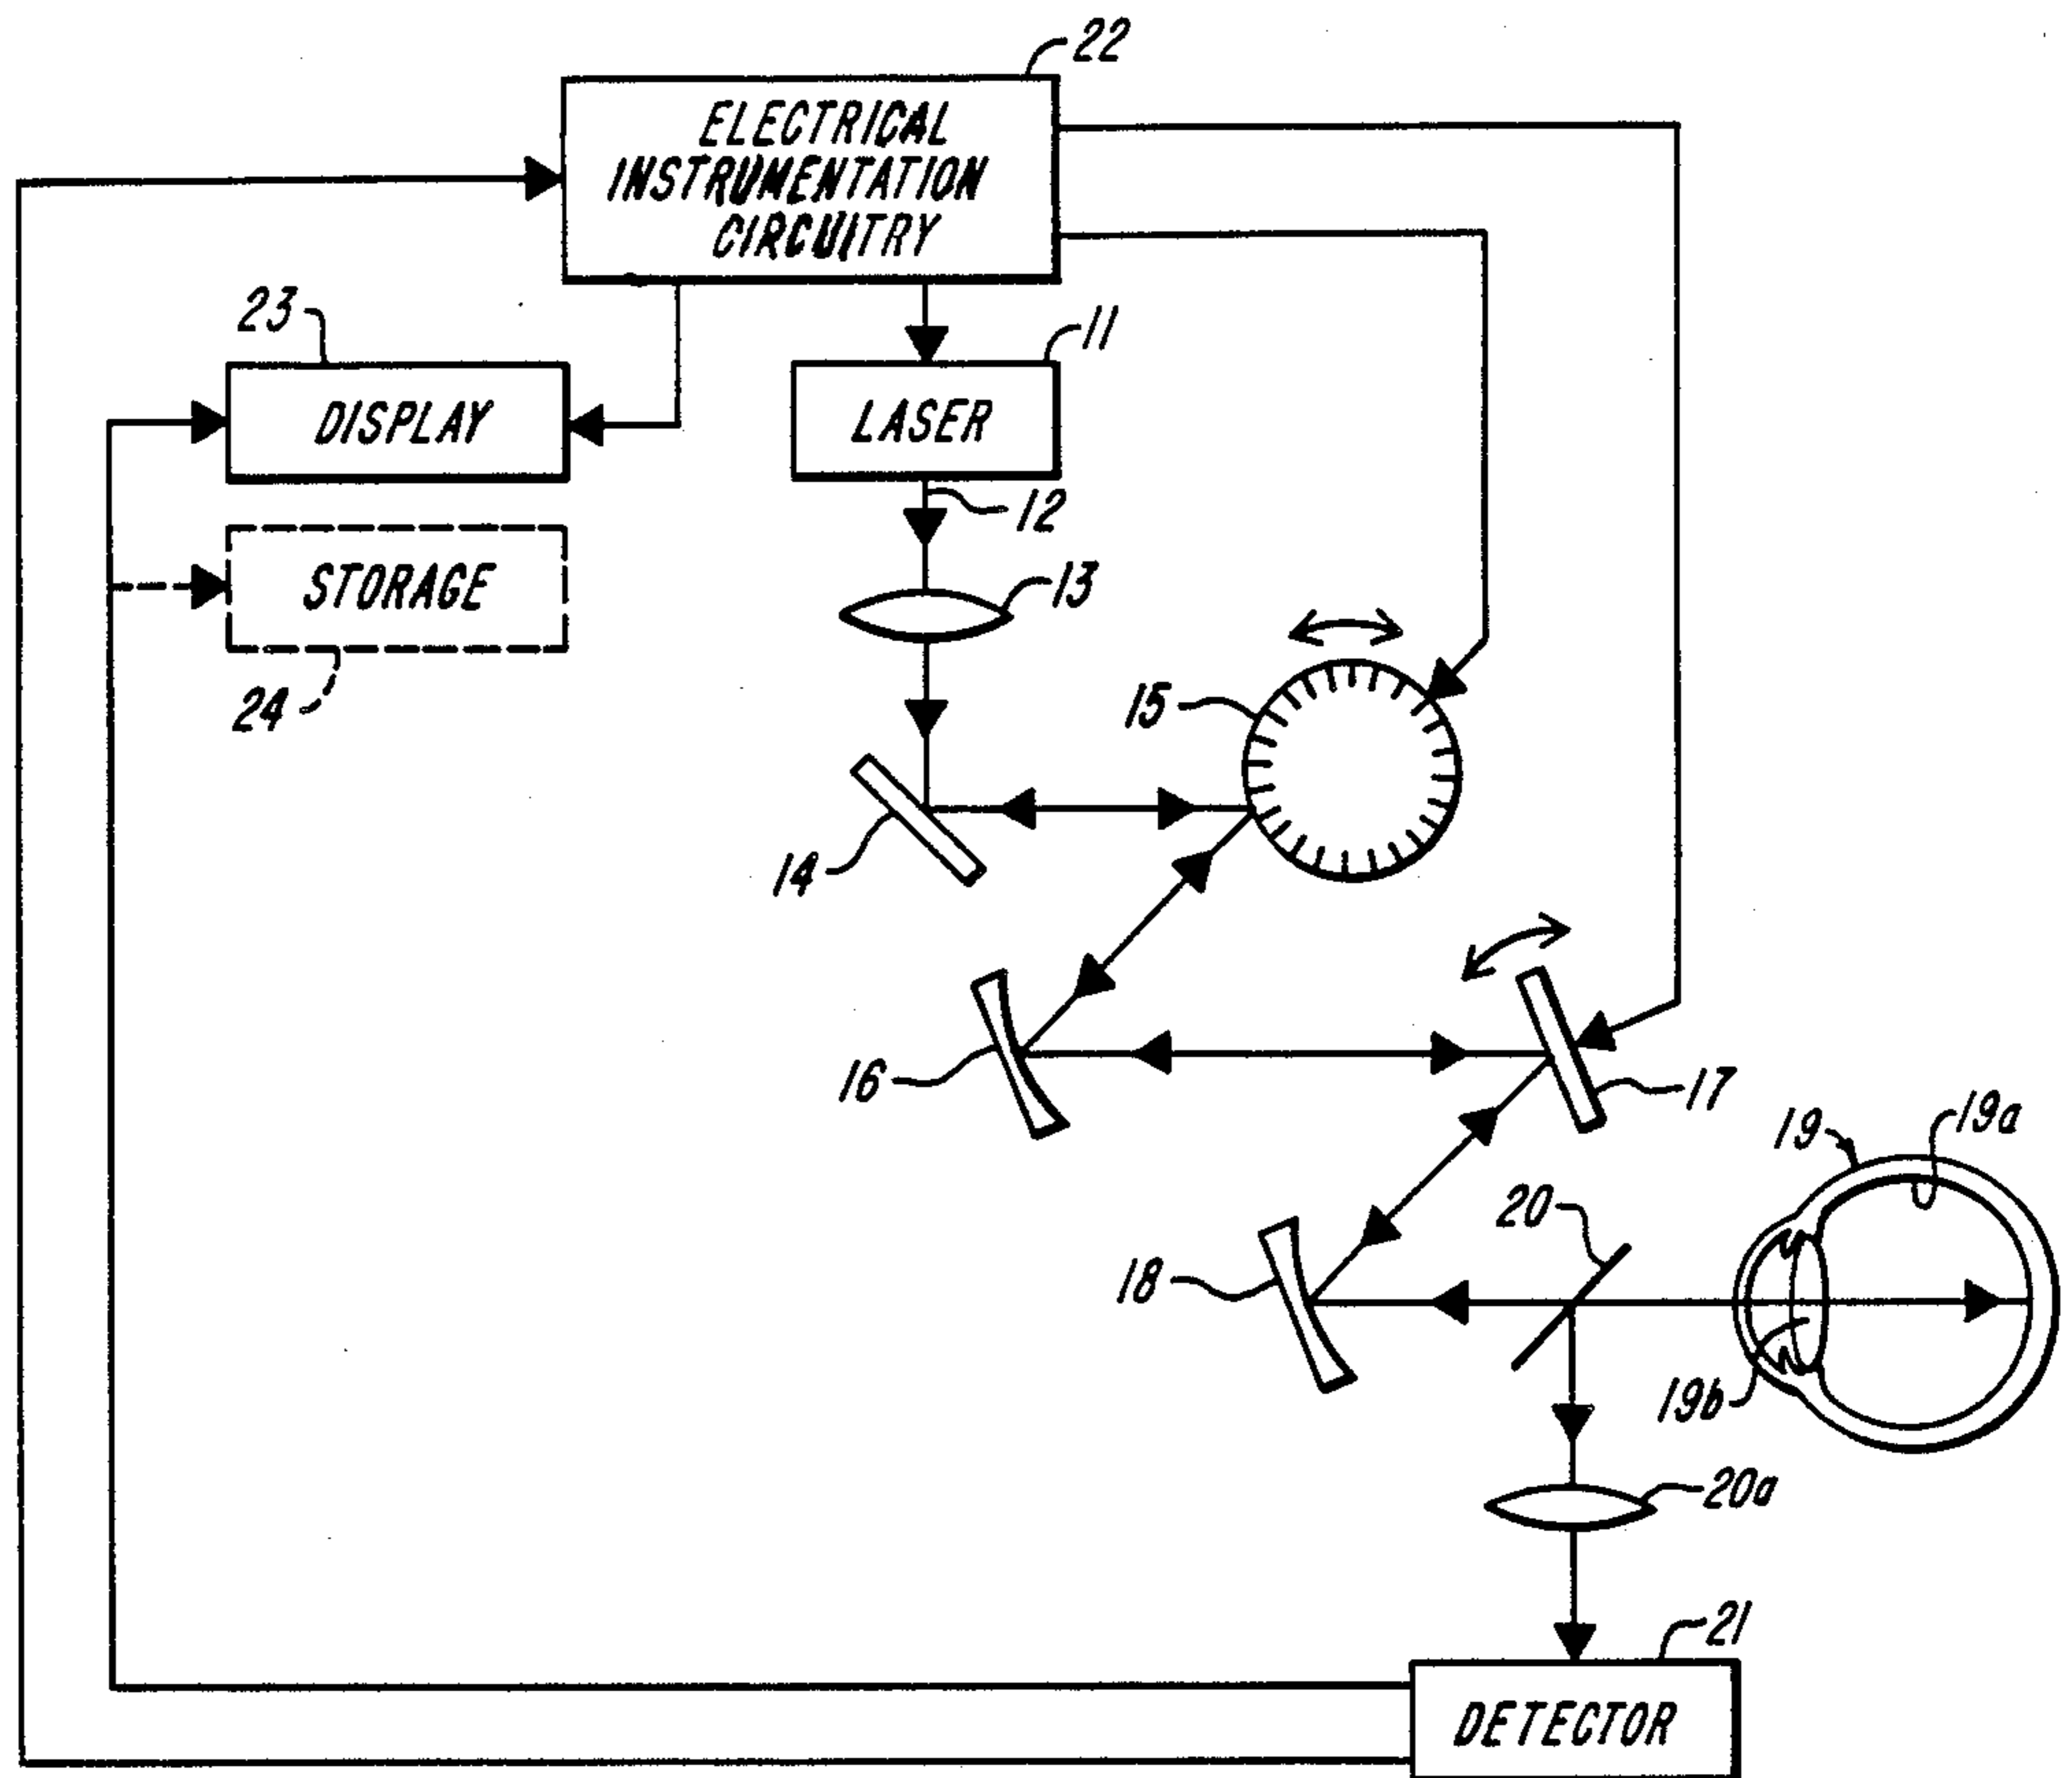 22
ELECTRICAL
INSTRUMENTATION
CIRCUITRY
23
11
DISPLAY
LASER
12
STORAGE
13
24
15
14
16
17
19a
19
20
18
19b
20a
21
DETECTOR